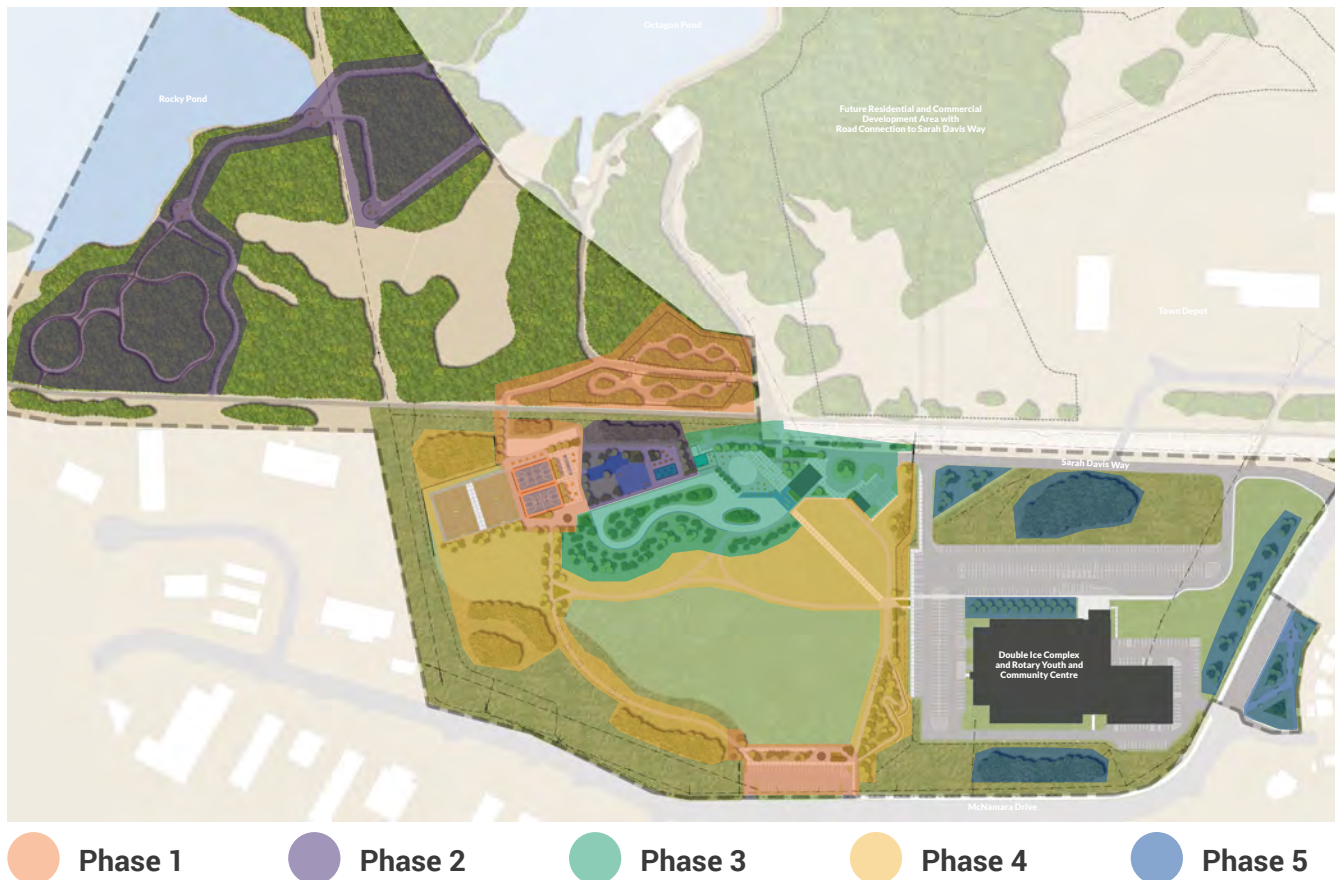 Octagon Pond
Rocky Pond
Future Residential and Commercial
Development Area with
Road Connection to Sarah Davis Way
Town Depot
Sarah Davis Way
Double Ice Complex
and Rotary Youth and
Community Centre
McNamara Drive
Phase 1
Phase 2
Phase 3
Phase 4
Phase 5